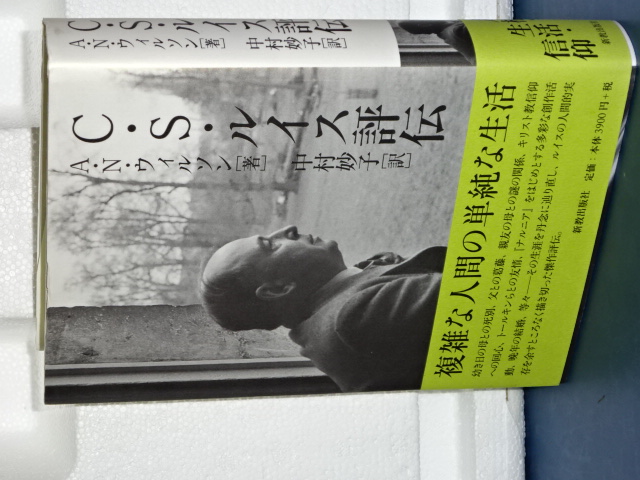 C・S・ルイス評伝
A・N・ウィルソン[著]
中村妙子[訳]
C・S・ルイス評伝
A・N・ウィルソン[著]
中村妙子[訳]
複雑な人間の単純な生活
幼き日の母との死別、父との葛藤、親友の母との謎の関係、キリスト教信仰
への回心、トールキンらとの友情、『ナルニア』をはじめとする多彩な創作活
動、晩年の結婚、等々──その生涯を丹念に辿り直し、ルイスの人間的実
存を余すところなく描き切った傑作評伝。
新教出版社 定価:本体3900円+税
生活・
信仰